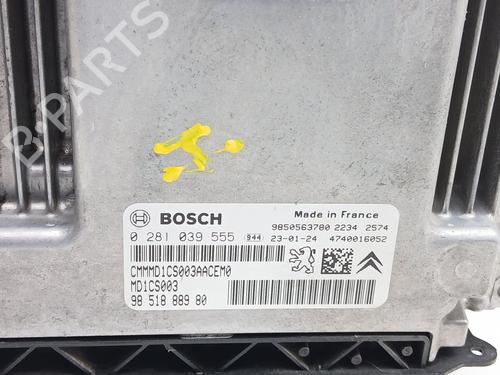 B-PARTS
BOSCH
Made in France
9850563780 2234 2574
0 281 039 555 944 23-01-24 4740016052
CMMMD1CS003AACEM0
MD1CS003
98 518 889 80